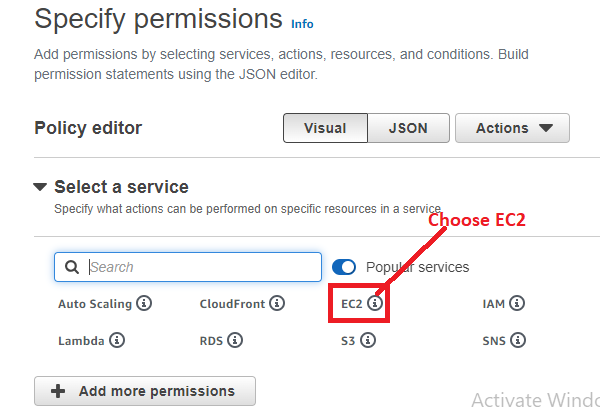 Specify permissions Info
Add permissions by selecting services, actions, resources, and conditions. Build
permission statements using the JSON editor.
Policy editor
Visual
JSON
Actions
Select a service
Specify what actions can be performed on specific resources in a service.
Choose EC2
Search
Popular services
Auto Scaling
CloudFront
EC2
IAM
Lambda
RDS
S3
SNS
Add more permissions
Activate Windo